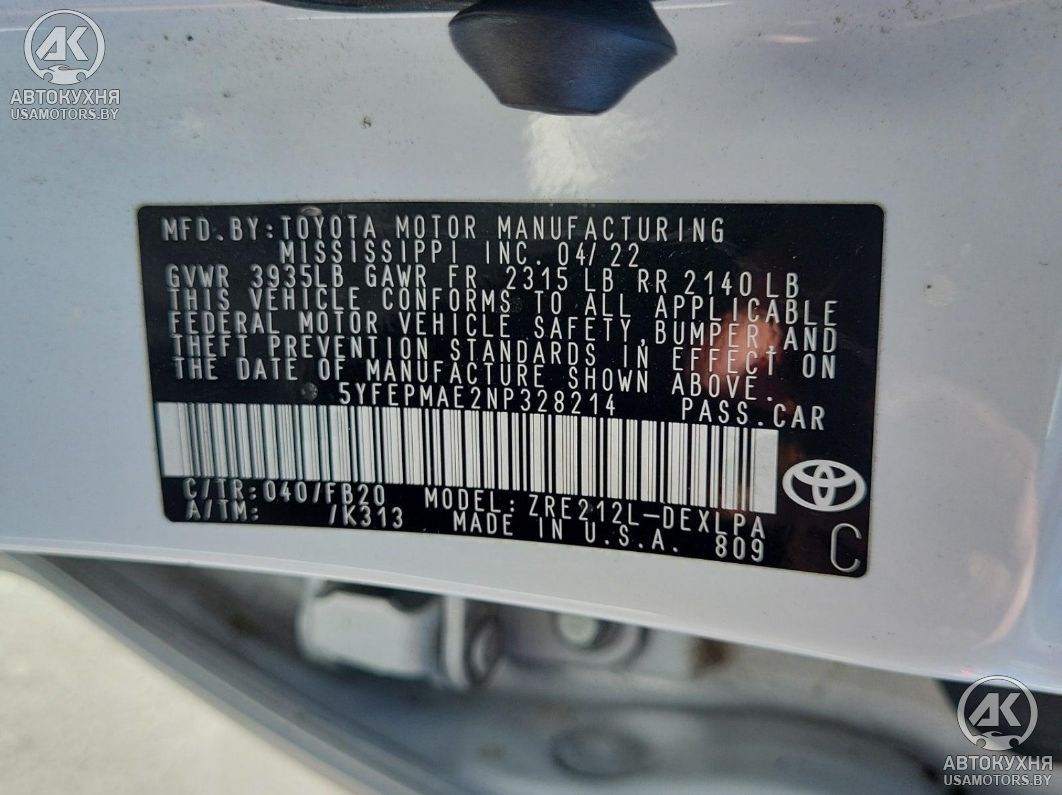 AK
АВТОКУХНЯ
USAMOTORS.BY
MFD. BY: TOYOTA MOTOR MANUFACTURING
MISSISSIPPI INC. 04/22
GVWR 3935LB GAWR FR 2315 LB RR 2140 LB
THIS VEHICLE CONFORMS TO ALL APPLICABLE
FEDERAL MOTOR VEHICLE SAFETY, BUMPER, AND
THEFT PREVENTION STANDARDS IN EFFECT ON
THE DATE OF MANUFACTURE SHOWN ABOVE.
5YFEPMAE2NP328214 PASS. CAR
C/TR: 040/FB20 MODEL: ZRE212L-DEXLPA
A/TM: /K313 MADE IN U.S.A. 809
C
AK
АВТОКУХНЯ
USAMOTORS.BY